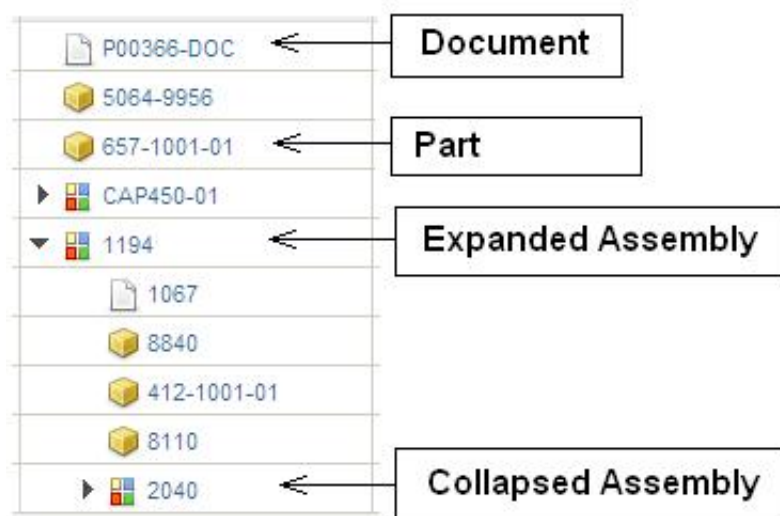 P00366-DOC
Document
5064-9956
657-1001-01
Part
CAP450-01
1194
Expanded Assembly
1067
8840
412-1001-01
8110
2040
Collapsed Assembly